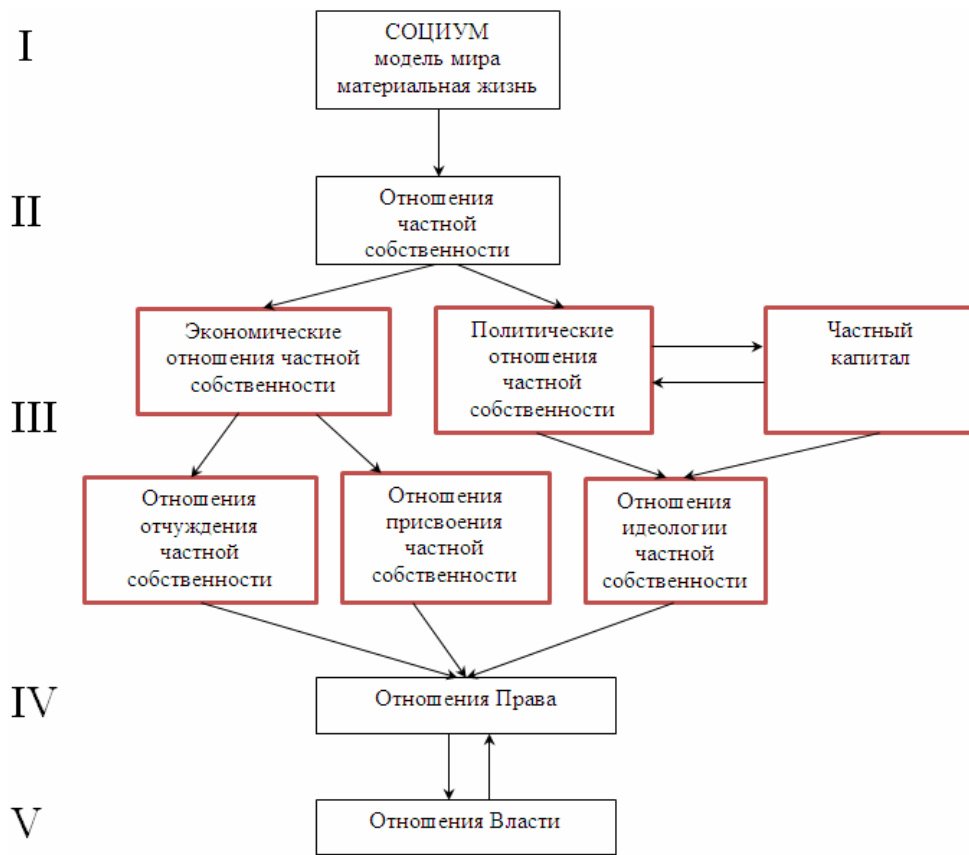 I
СОЦИУМ
модель мира
материальная жизнь
II
Отношения
частной
собственности
III
Экономические
отношения частной
собственности
Политические
отношения
частной
собственности
Частный
капитал
Отношения
отчуждения
частной
собственности
Отношения
присвоения
частной
собственности
Отношения
идеологии
частной
собственности
IV
Отношения Права
V
Отношения Власти